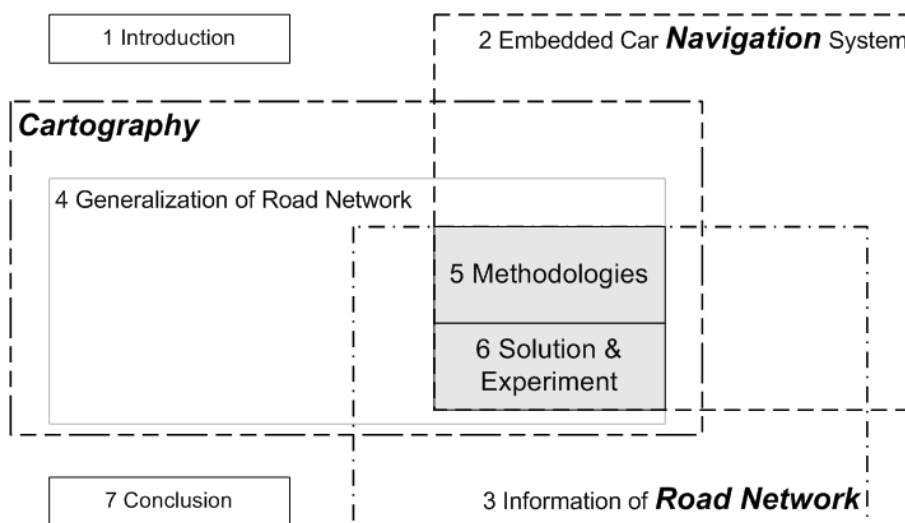 1 Introduction
2 Embedded Car Navigation System
Cartography
4 Generalization of Road Network
5 Methodologies
6 Solution &
Experiment
7 Conclusion
3 Information of Road Network